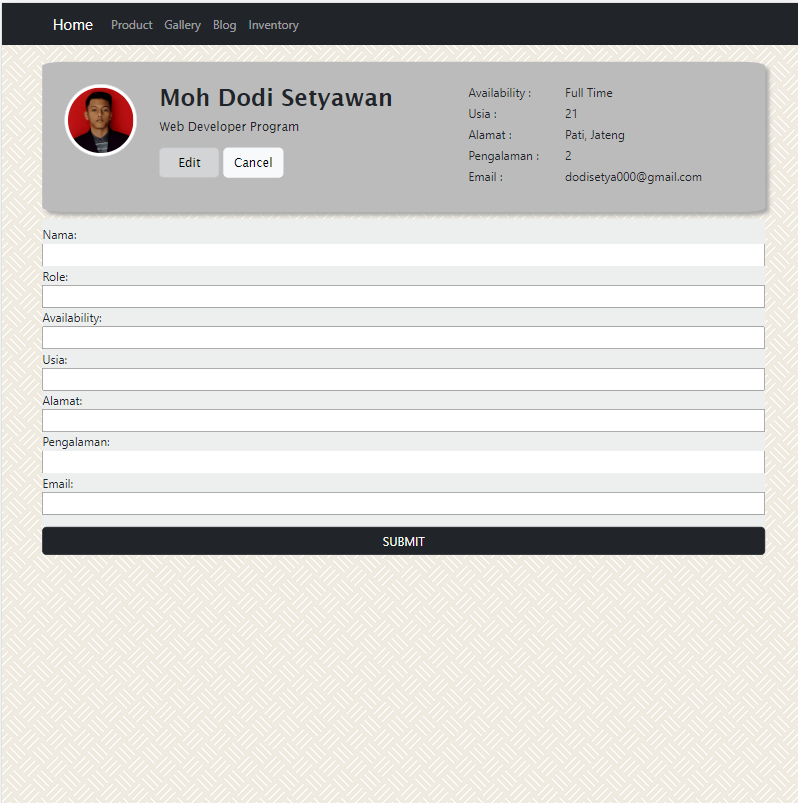 Home Product Gallery Blog Inventory
Moh Dodi Setyawan
Web Developer Program
Edit Cancel
Availability : Full Time
Usia : 21
Alamat : Pati, Jateng
Pengalaman : 2
Email : dodisetya000@gmail.com
Nama:
Role:
Availability:
Usia:
Alamat:
Pengalaman:
Email:
SUBMIT